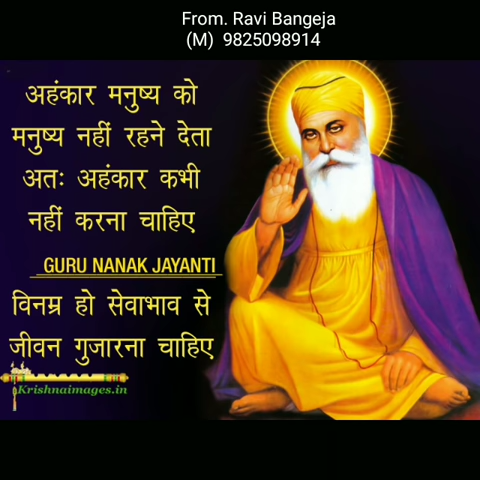 From. Ravi Bangeja
(M) 9825098914
अहंकार मनुष्य को
मनुष्य नहीं रहने देता
अतः अहंकार कभी
नहीं करना चाहिए
GURU NANAK JAYANTI
विनम्र हो सेवाभाव से
जीवन गुजारना चाहिए
Krishnaimages.in